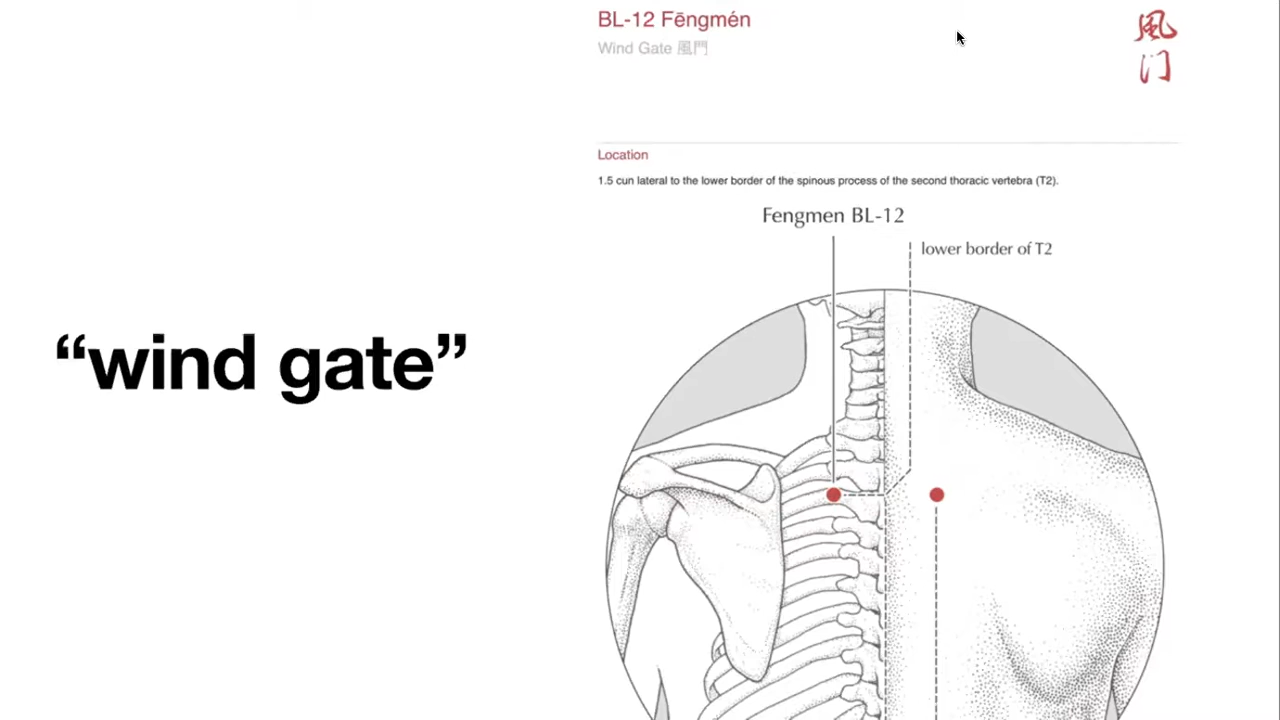 BL-12 Fēngmén
Wind Gate 風門
風
门
Location
1.5 cun lateral to the lower border of the spinous process of the second thoracic vertebra (T2).
Fengmen BL-12
lower border of T2
“wind gate”